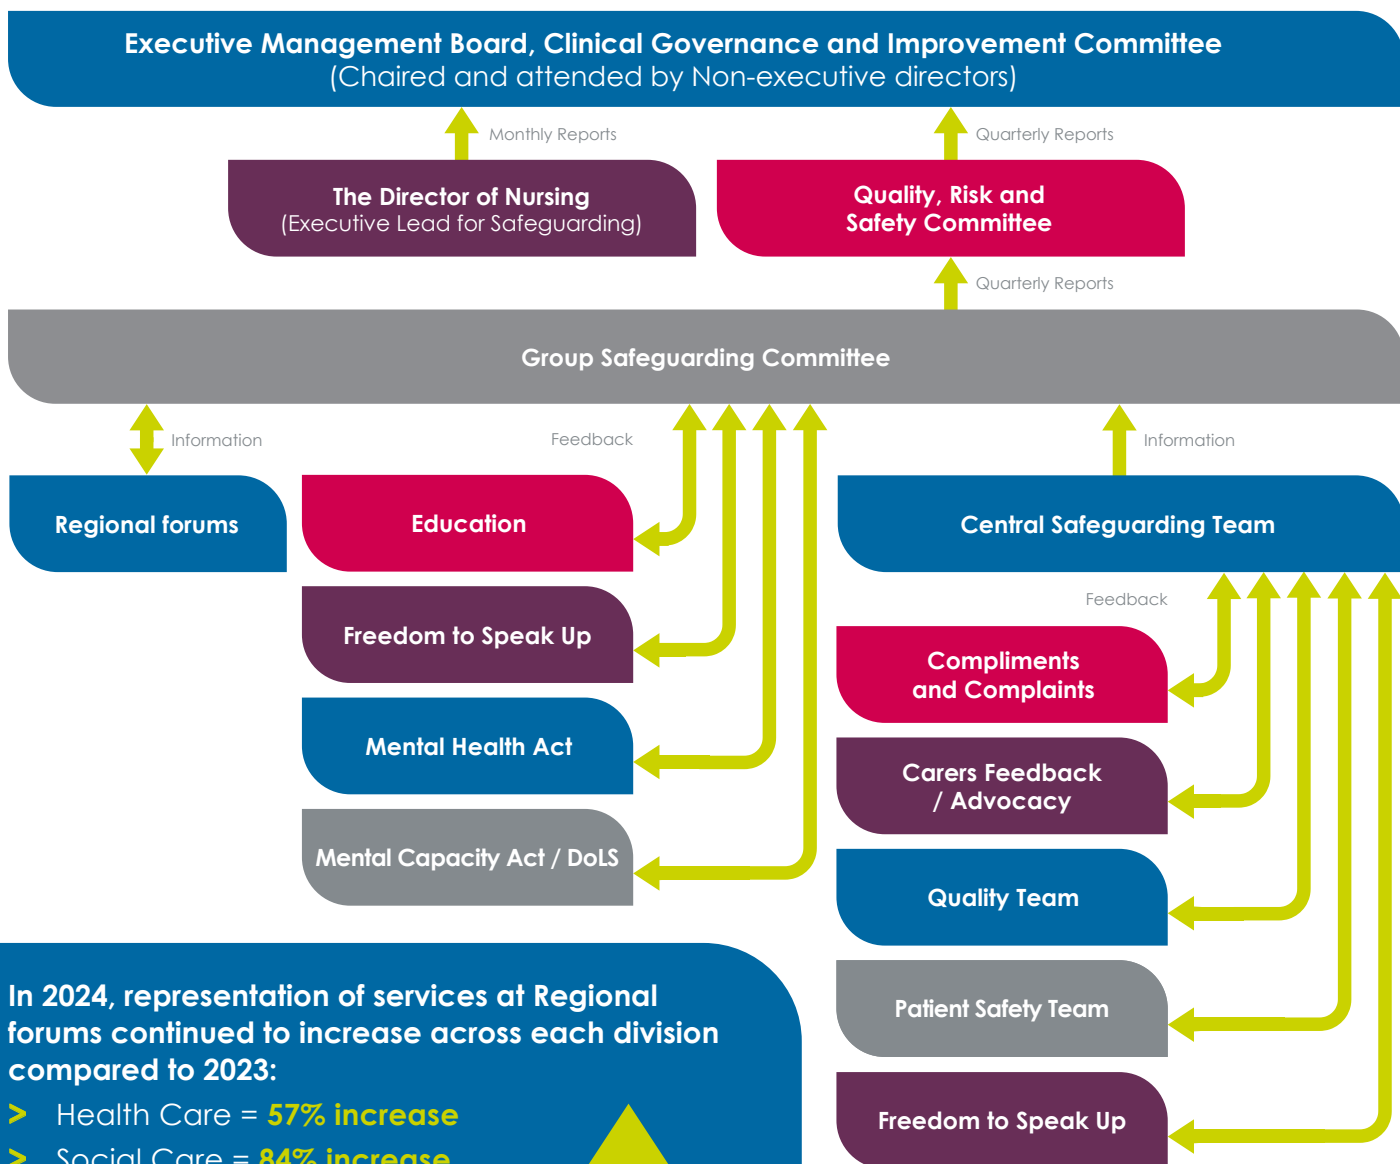 Executive Management Board, Clinical Governance and Improvement Committee
(Chaired and attended by Non-executive directors)
Monthly Reports
Quarterly Reports
The Director of Nursing
(Executive Lead for Safeguarding)
Quality, Risk and
Safety Committee
Quarterly Reports
Group Safeguarding Committee
Information
Feedback
Information
Regional forums
Education
Freedom to Speak Up
Mental Health Act
Mental Capacity Act / DoLS
Central Safeguarding Team
Feedback
Compliments
and Complaints
Carers Feedback
/ Advocacy
Quality Team
Patient Safety Team
Freedom to Speak Up
In 2024, representation of services at Regional
forums continued to increase across each division
compared to 2023:
> Health Care = 57% increase
> Social Care = 84% increase